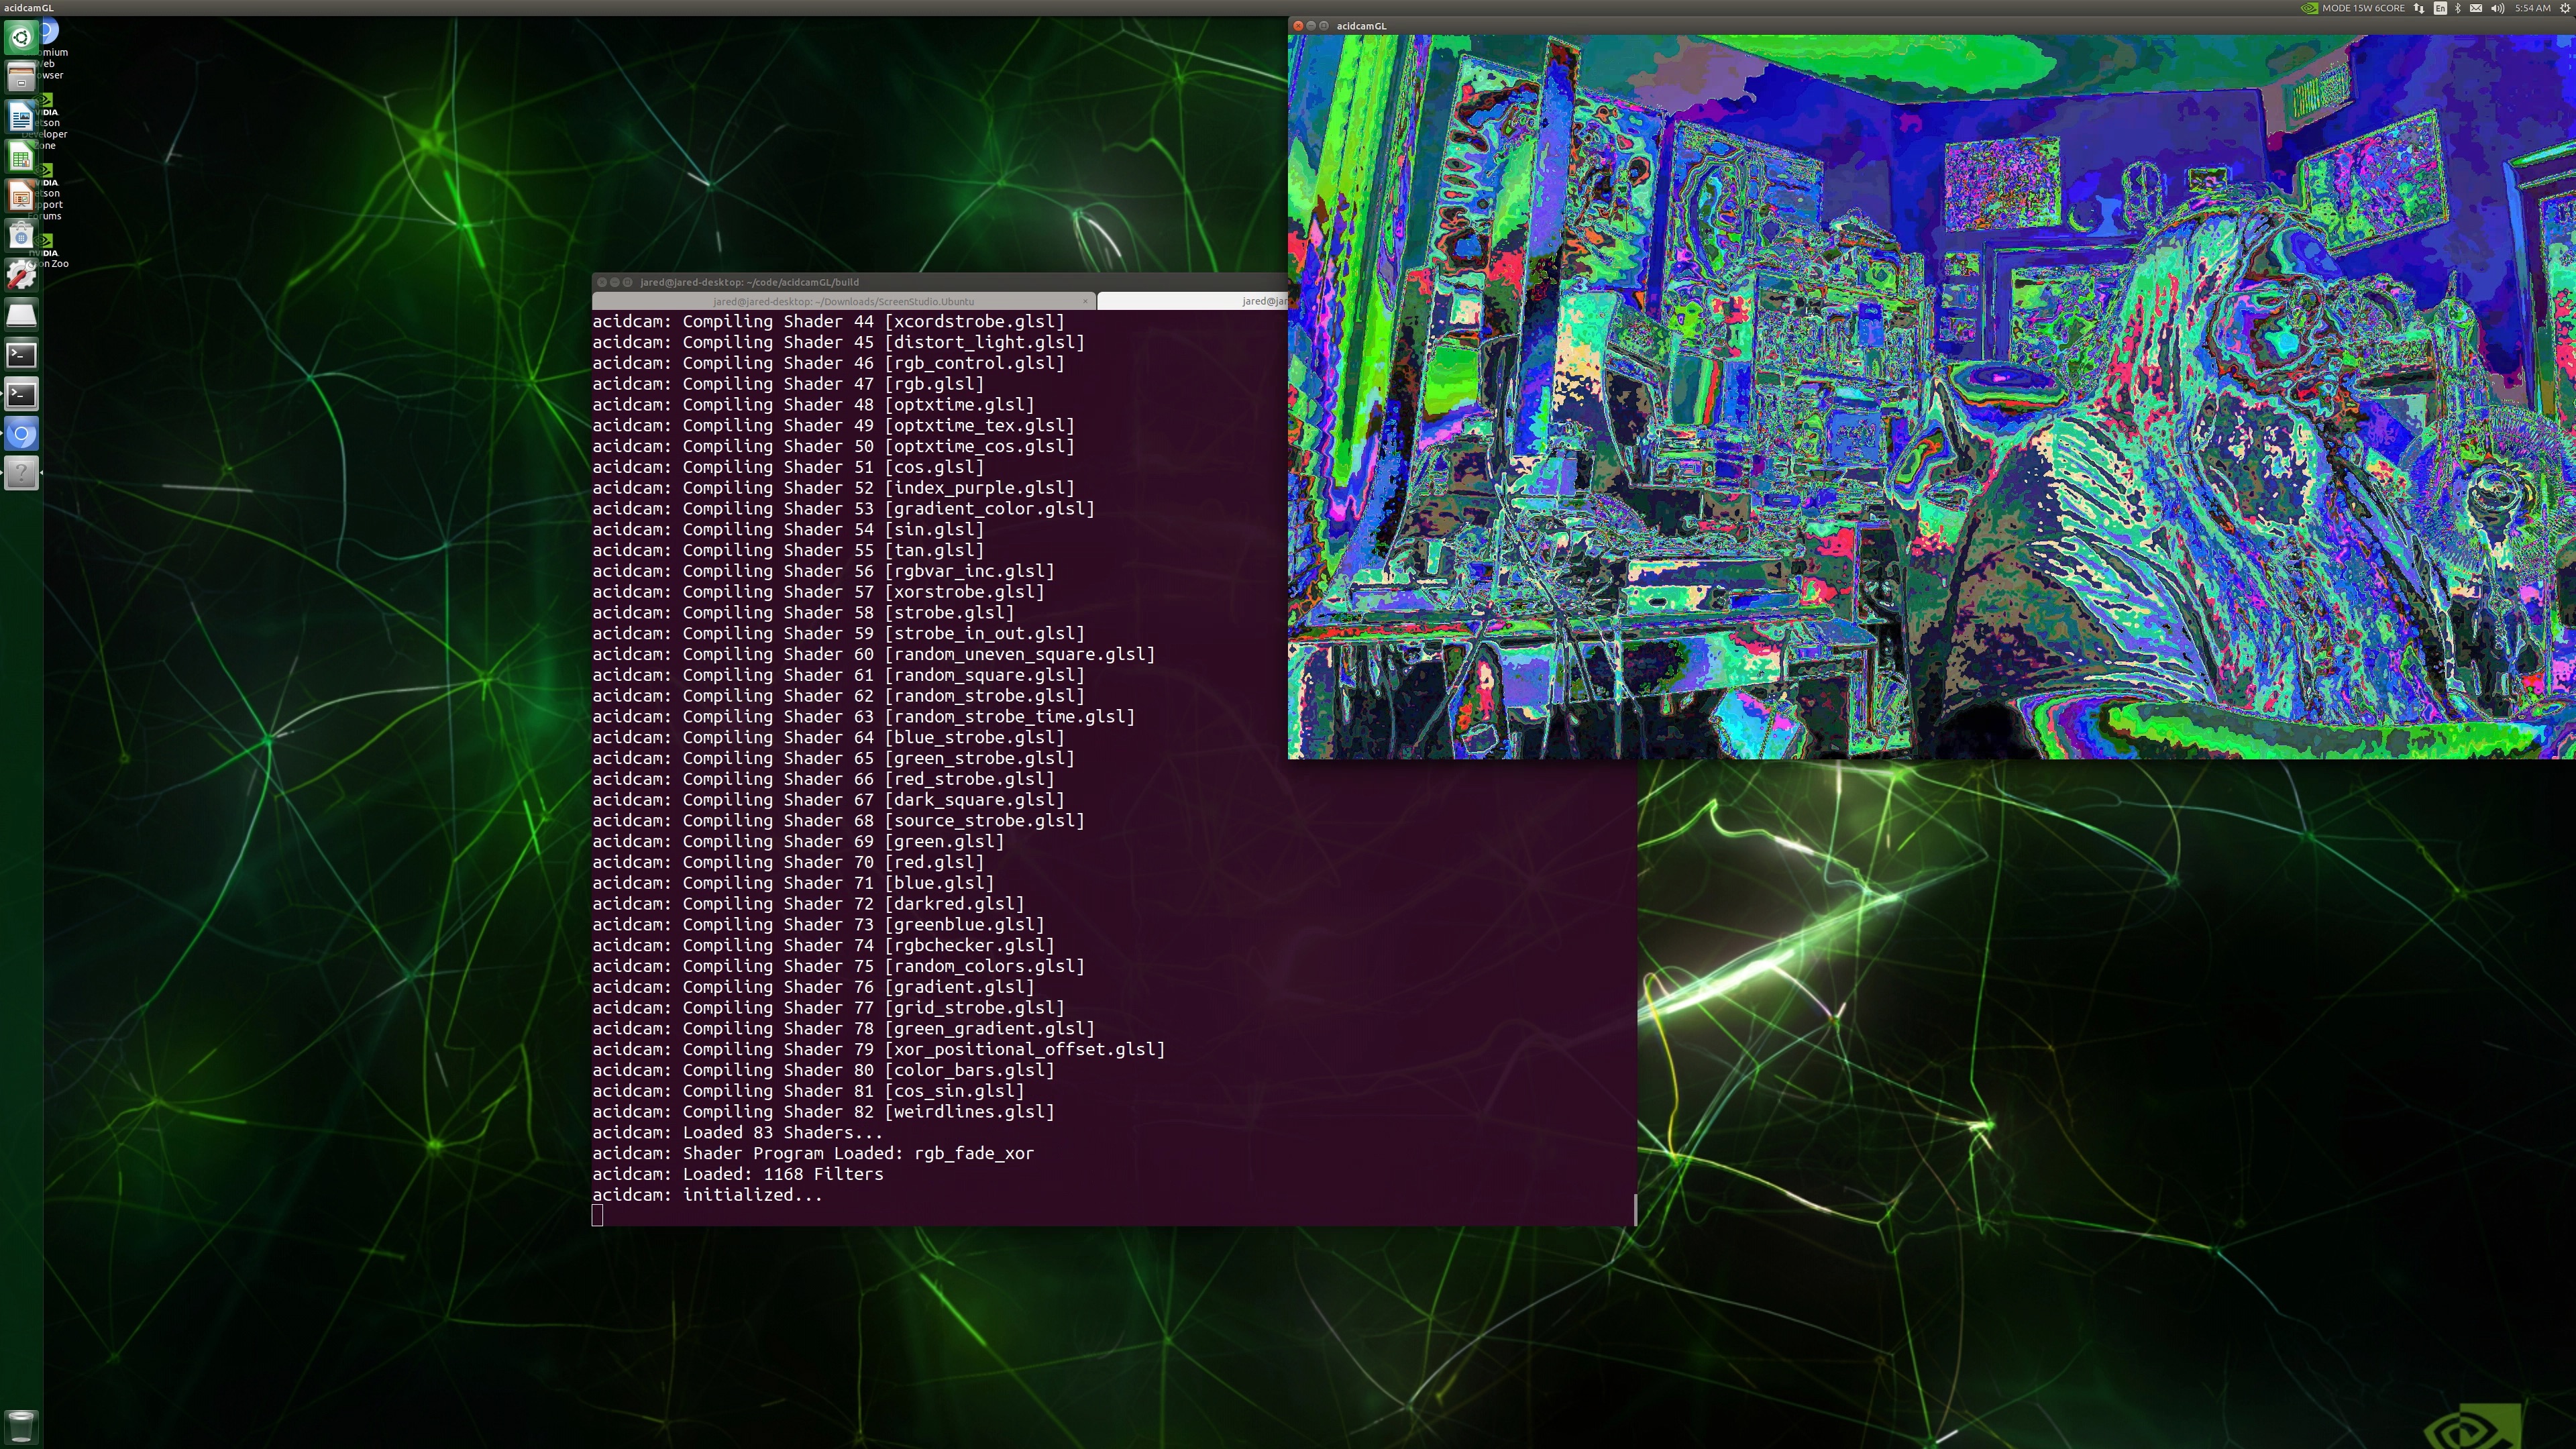 acidcamGL
MODE 15W 6CORE
En
5:54 AM
omium
eb
owser
VIDIA
etson
eveloper
Zone
VIDIA.
etson
pport
orums
VIDIA.
on Zoo
acidcamGL
jared@jared-desktop: ~/code/acidcamGL/build
jared@jared-desktop: ~/Downloads/ScreenStudio.Ubuntu
jared@jar
acidcam: Compiling Shader 44 [xcordstrobe.glsl]
acidcam: Compiling Shader 45 [distort_light.glsl]
acidcam: Compiling Shader 46 [rgb_control.glsl]
acidcam: Compiling Shader 47 [rgb.glsl]
acidcam: Compiling Shader 48 [optxtime.glsl]
acidcam: Compiling Shader 49 [optxtime_tex.glsl]
acidcam: Compiling Shader 50 [optxtime_cos.glsl]
acidcam: Compiling Shader 51 [cos.glsl]
acidcam: Compiling Shader 52 [index_purple.glsl]
acidcam: Compiling Shader 53 [gradient_color.glsl]
acidcam: Compiling Shader 54 [sin.glsl]
acidcam: Compiling Shader 55 [tan.glsl]
acidcam: Compiling Shader 56 [rgbvar_inc.glsl]
acidcam: Compiling Shader 57 [xorstrobe.glsl]
acidcam: Compiling Shader 58 [strobe.glsl]
acidcam: Compiling Shader 59 [strobe_in_out.glsl]
acidcam: Compiling Shader 60 [random_uneven_square.glsl]
acidcam: Compiling Shader 61 [random_square.glsl]
acidcam: Compiling Shader 62 [random_strobe.glsl]
acidcam: Compiling Shader 63 [random_strobe_time.glsl]
acidcam: Compiling Shader 64 [blue_strobe.glsl]
acidcam: Compiling Shader 65 [green_strobe.glsl]
acidcam: Compiling Shader 66 [red_strobe.glsl]
acidcam: Compiling Shader 67 [dark_square.glsl]
acidcam: Compiling Shader 68 [source_strobe.glsl]
acidcam: Compiling Shader 69 [green.glsl]
acidcam: Compiling Shader 70 [red.glsl]
acidcam: Compiling Shader 71 [blue.glsl]
acidcam: Compiling Shader 72 [darkred.glsl]
acidcam: Compiling Shader 73 [greenblue.glsl]
acidcam: Compiling Shader 74 [rgbchecker.glsl]
acidcam: Compiling Shader 75 [random_colors.glsl]
acidcam: Compiling Shader 76 [gradient.glsl]
acidcam: Compiling Shader 77 [grid_strobe.glsl]
acidcam: Compiling Shader 78 [green_gradient.glsl]
acidcam: Compiling Shader 79 [xor_positional_offset.glsl]
acidcam: Compiling Shader 80 [color_bars.glsl]
acidcam: Compiling Shader 81 [cos_sin.glsl]
acidcam: Compiling Shader 82 [weirdlines.glsl]
acidcam: Loaded 83 Shaders...
acidcam: Shader Program Loaded: rgb_fade_xor
acidcam: Loaded: 1168 Filters
acidcam: initialized...